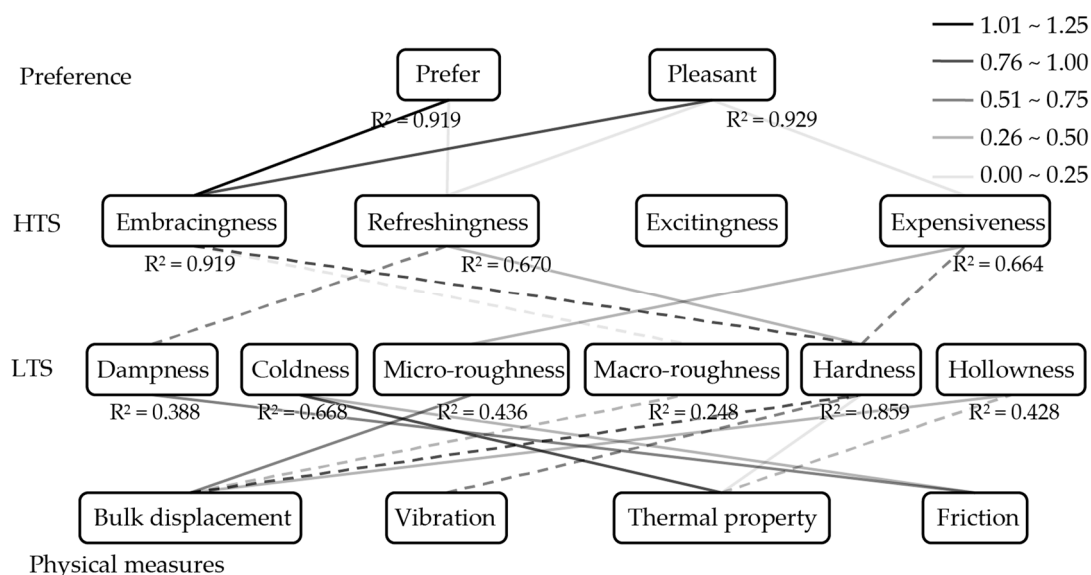 1.01 ~ 1.25
0.76 ~ 1.00
0.51 ~ 0.75
0.26 ~ 0.50
0.00 ~ 0.25
Preference
Prefer
Pleasant
R² = 0.919
R² = 0.929
HTS
Embracingness
Refreshingness
Excitingness
Expensiveness
R² = 0.919
R² = 0.670
R² = 0.664
LTS
Dampness
Coldness
Micro-roughness
Macro-roughness
Hardness
Hollowness
R² = 0.388
R² = 0.668
R² = 0.436
R² = 0.248
R² = 0.859
R² = 0.428
Bulk displacement
Vibration
Thermal property
Friction
Physical measures